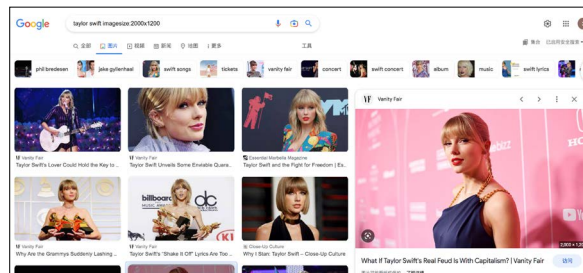 Google
taylor swift imagesize:2000x1200
全部 图片 视频 新闻 地图 更多 工具
phil bredesen jake gyllenhaal swift songs tickets vanity fair concert swift concert album music swift lyrics
Vanity Fair
Taylor Swift's Lover Could Hold the Key to ...
Vanity Fair
Taylor Swift Unveils Some Enviable Quara...
Essential Marbella Magazine
Taylor Swift and the Fight for Freedom | Es...
VF Vanity Fair
billboard
Vanity Fair
Why Are the Grammys Suddenly Lashing ...
Vanity Fair
Taylor Swift's "Shake It Off" Lyrics Are Too ...
Close-Up Culture
Why I Stan: Taylor Swift – Close-Up Culture
What If Taylor Swift's Real Feud Is With Capitalism? | Vanity Fair
访问